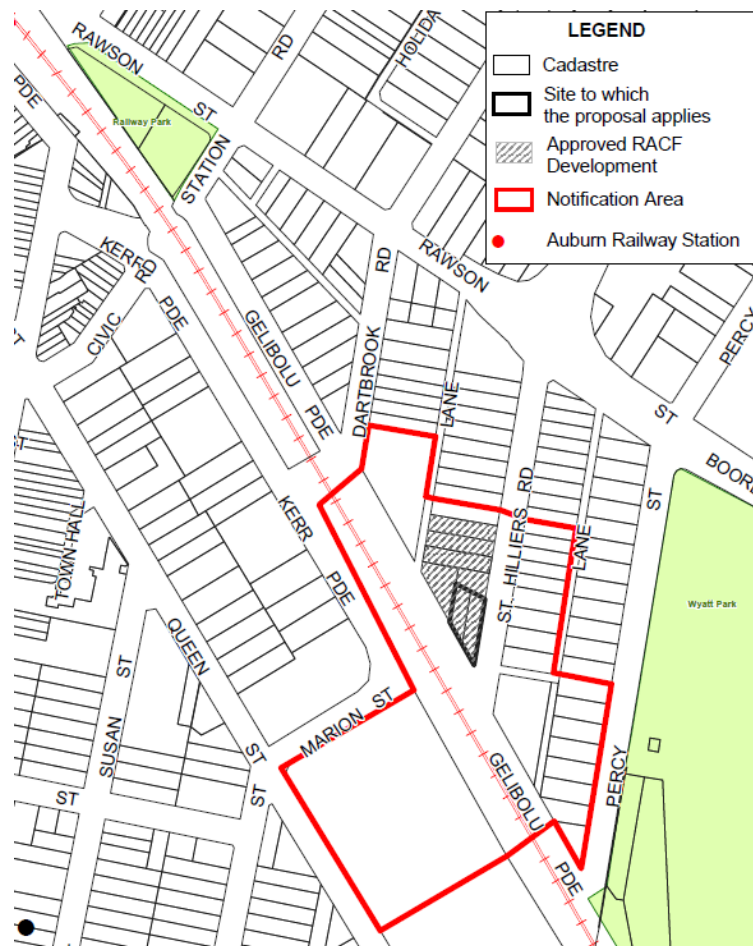 LEGEND
Cadastre
Site to which
the proposal applies
Approved RACF
Development
Notification Area
Auburn Railway Station
RAWSON
ST
RD
HOLIDA
PDE
Railway Park
STATION
KERR
RD
CIVIC
PDE
GELIBOLU
PDE
RD
DARTBROOK
RAWSON
LANE
PERCY
ST
BOOR
ST. HILLIERS RD
LANE
ST
TOWN HALL
KERR
PDE
QUEEN
ST
Wyatt Park
SUSAN
ST
MARION ST
ST
ST
GELIBOLU
PDE
PERCY